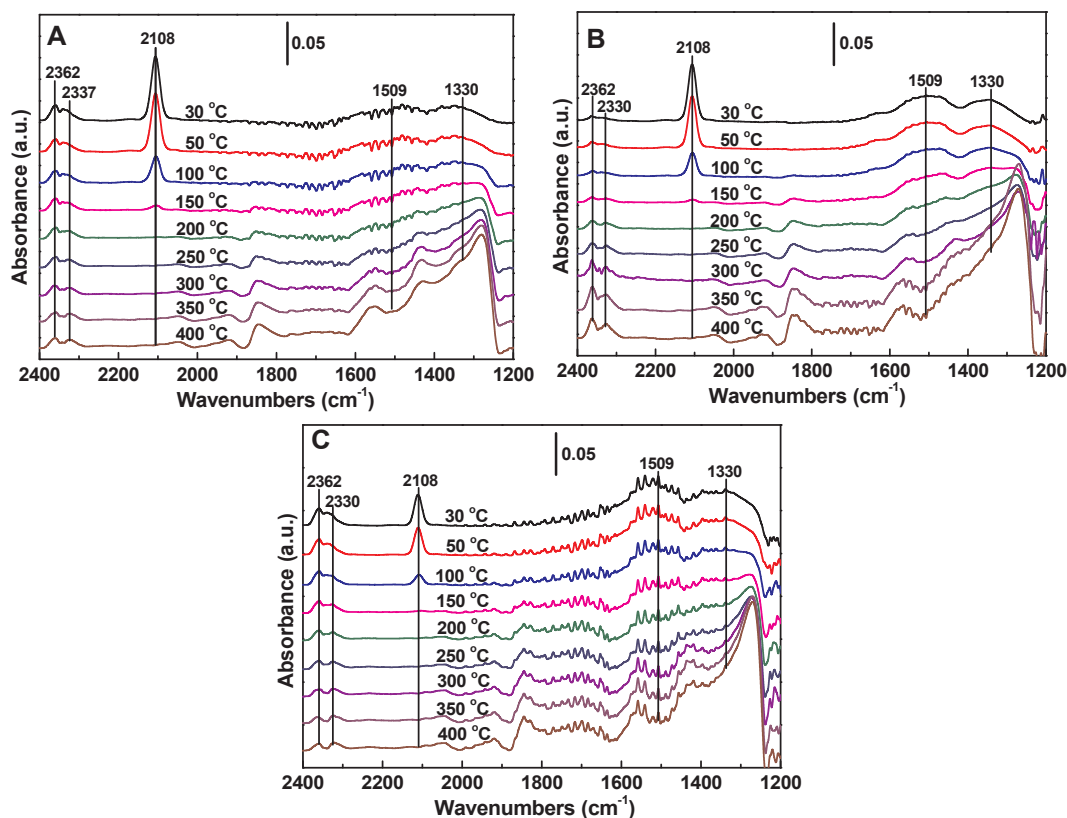 A
2108
0.05
2362
2337
1509
1330
30 °C
50 °C
100 °C
150 °C
200 °C
250 °C
300 °C
350 °C
400 °C
Absorbance (a.u.)
2400 2200 2000 1800 1600 1400 1200
Wavenumbers (cm-1)
B
2108
0.05
2362
2330
1509
1330
30 °C
50 °C
100 °C
150 °C
200 °C
250 °C
300 °C
350 °C
400 °C
Absorbance (a.u.)
2400 2200 2000 1800 1600 1400 1200
Wavenumbers (cm-1)
C
0.05
2362
2330
2108
1509
1330
30 °C
50 °C
100 °C
150 °C
200 °C
250 °C
300 °C
350 °C
400 °C
Absorbance (a.u.)
2400 2200 2000 1800 1600 1400 1200
Wavenumbers (cm-1)